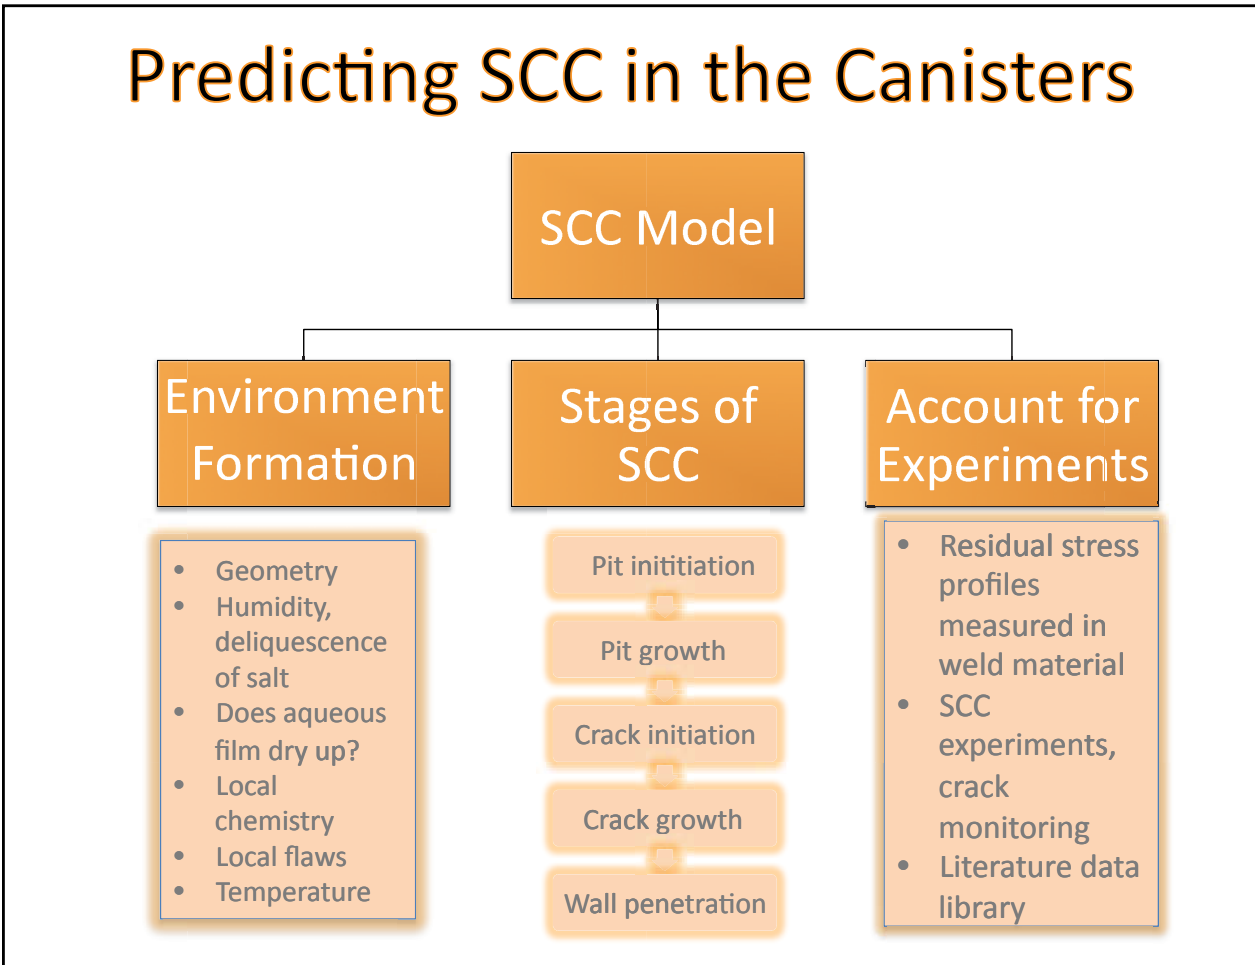 Predicting SCC in the Canisters
SCC Model
Environment
Formation
Stages of
SCC
Account for
Experiments
• Geometry
• Humidity,
deliquescence
of salt
• Does aqueous
film dry up?
• Local
chemistry
• Local flaws
• Temperature
Pit inititiation
Pit growth
Crack initiation
Crack growth
Wall penetration
• Residual stress
profiles
measured in
weld material
• SCC
experiments,
crack
monitoring
• Literature data
library